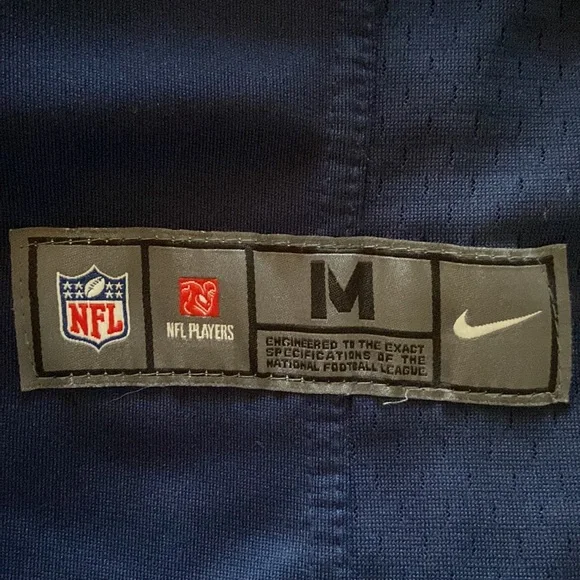 NFL
NFL PLAYERS
M
ENGINEERED TO THE EXACT
SPECIFICATIONS OF THE
NATIONAL FOOTBALL LEAGUE.